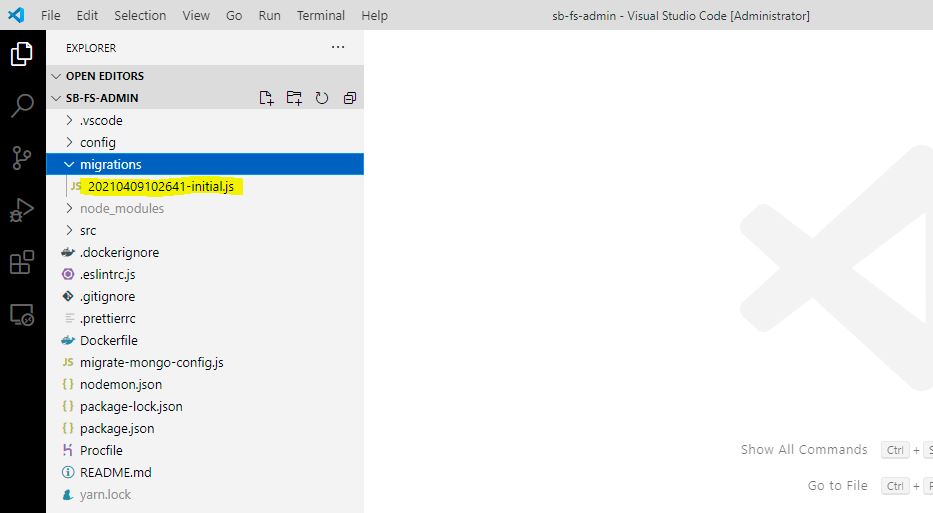 File Edit Selection View Go Run Terminal Help sb-fs-admin - Visual Studio Code [Administrator]
EXPLORER ...
OPEN EDITORS
SB-FS-ADMIN
.vscode
config
migrations
JS 20210409102641-initial.js
node_modules
src
.dockerignore
.eslintrc.js
.gitignore
.prettierrc
Dockerfile
JS migrate-mongo-config.js
{ } nodemon.json
{ } package-lock.json
{ } package.json
Procfile
README.md
yarn.lock
Show All Commands Ctrl +
Go to File Ctrl +